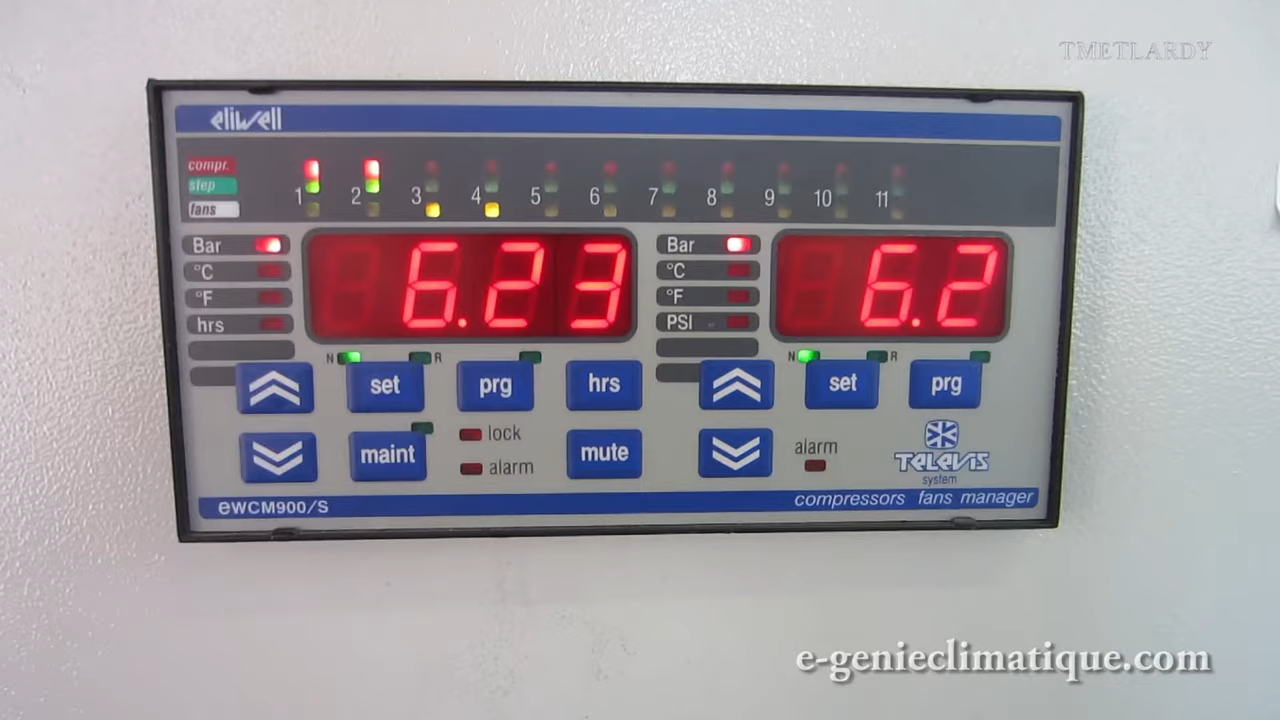 TMETLARDY
eliwell
compr.
step
fans
1 2 3 4 5 6 7 8 9 10 11
Bar
°C
°F
hrs
6.23
Bar
°C
°F
PSI
6.2
N R
N R
set prg hrs
set prg
maint
lock
alarm
mute
alarm
TELEVIS
system
eWCM900/S
compressors fans manager
e-genieclimatique.com